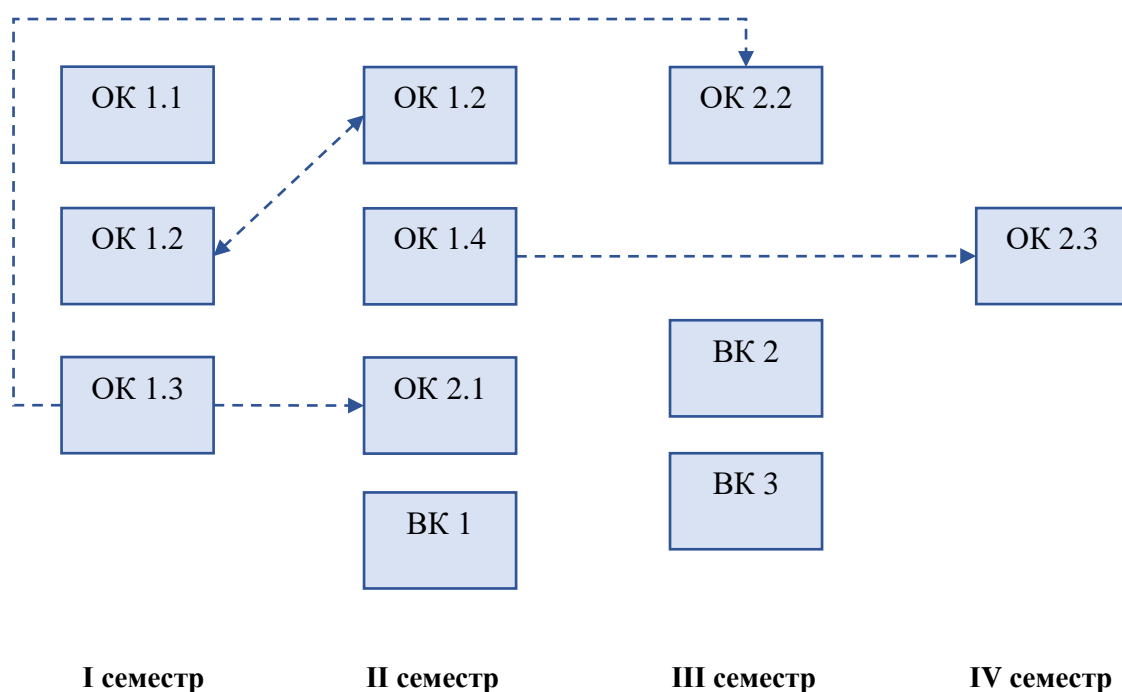 ОК 1.1
ОК 1.2
ОК 2.2
ОК 1.2
ОК 1.4
ОК 2.3
ОК 1.3
ОК 2.1
ВК 2
ВК 1
ВК 3
І семестр
ІІ семестр
ІІІ семестр
ІV семестр